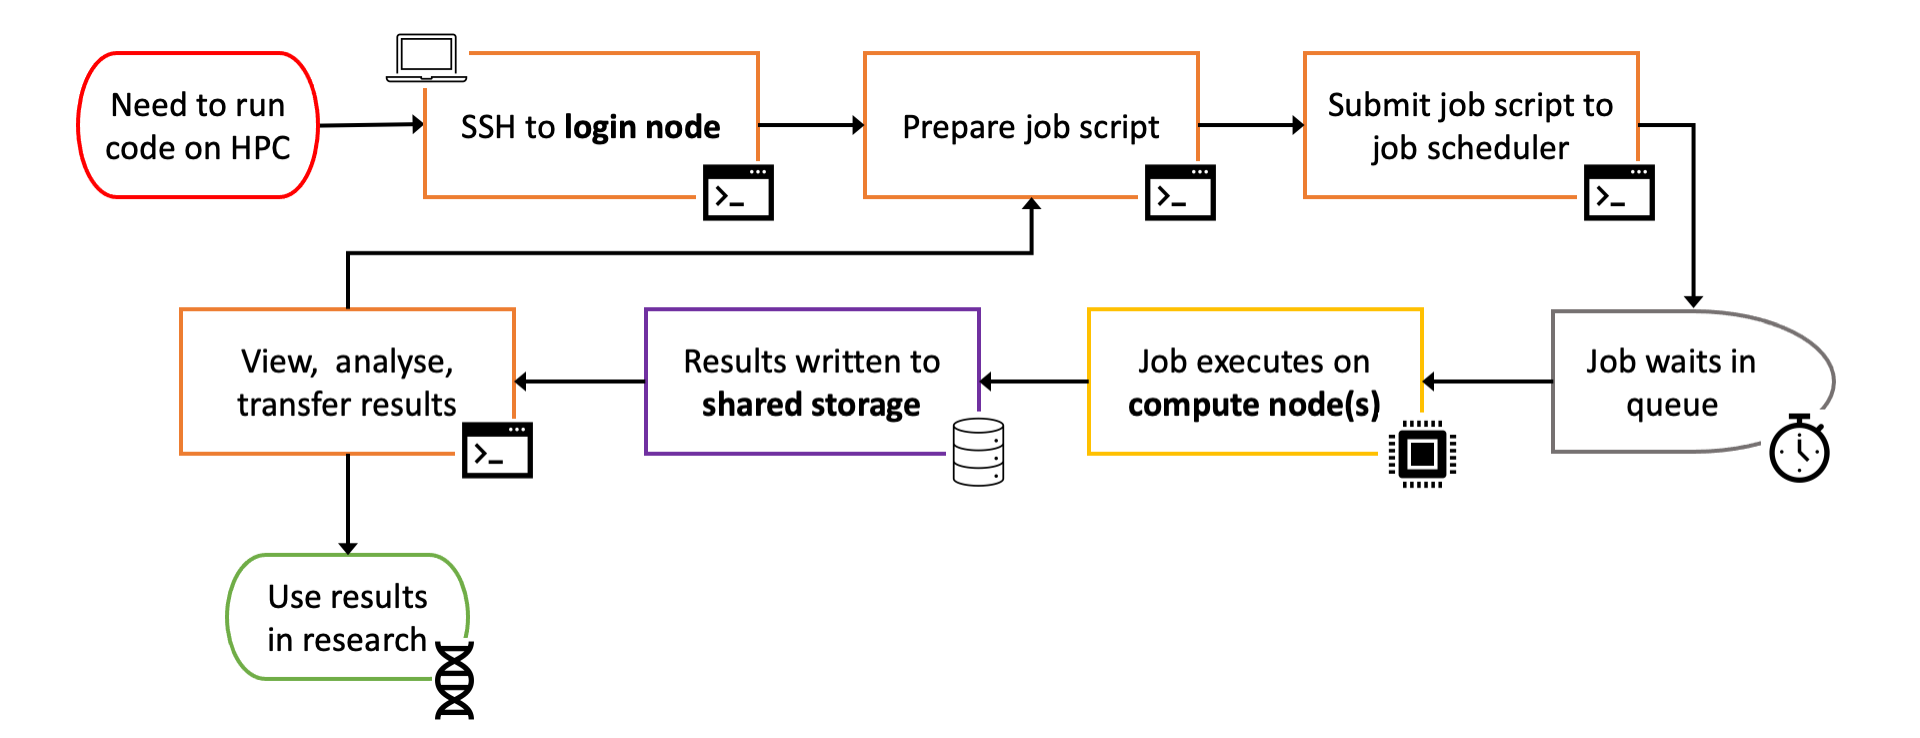 Need to run
code on HPC
SSH to login node
Prepare job script
Submit job script to
job scheduler
View, analyse,
transfer results
Results written to
shared storage
Job executes on
compute node(s)
Job waits in
queue
Use results
in research